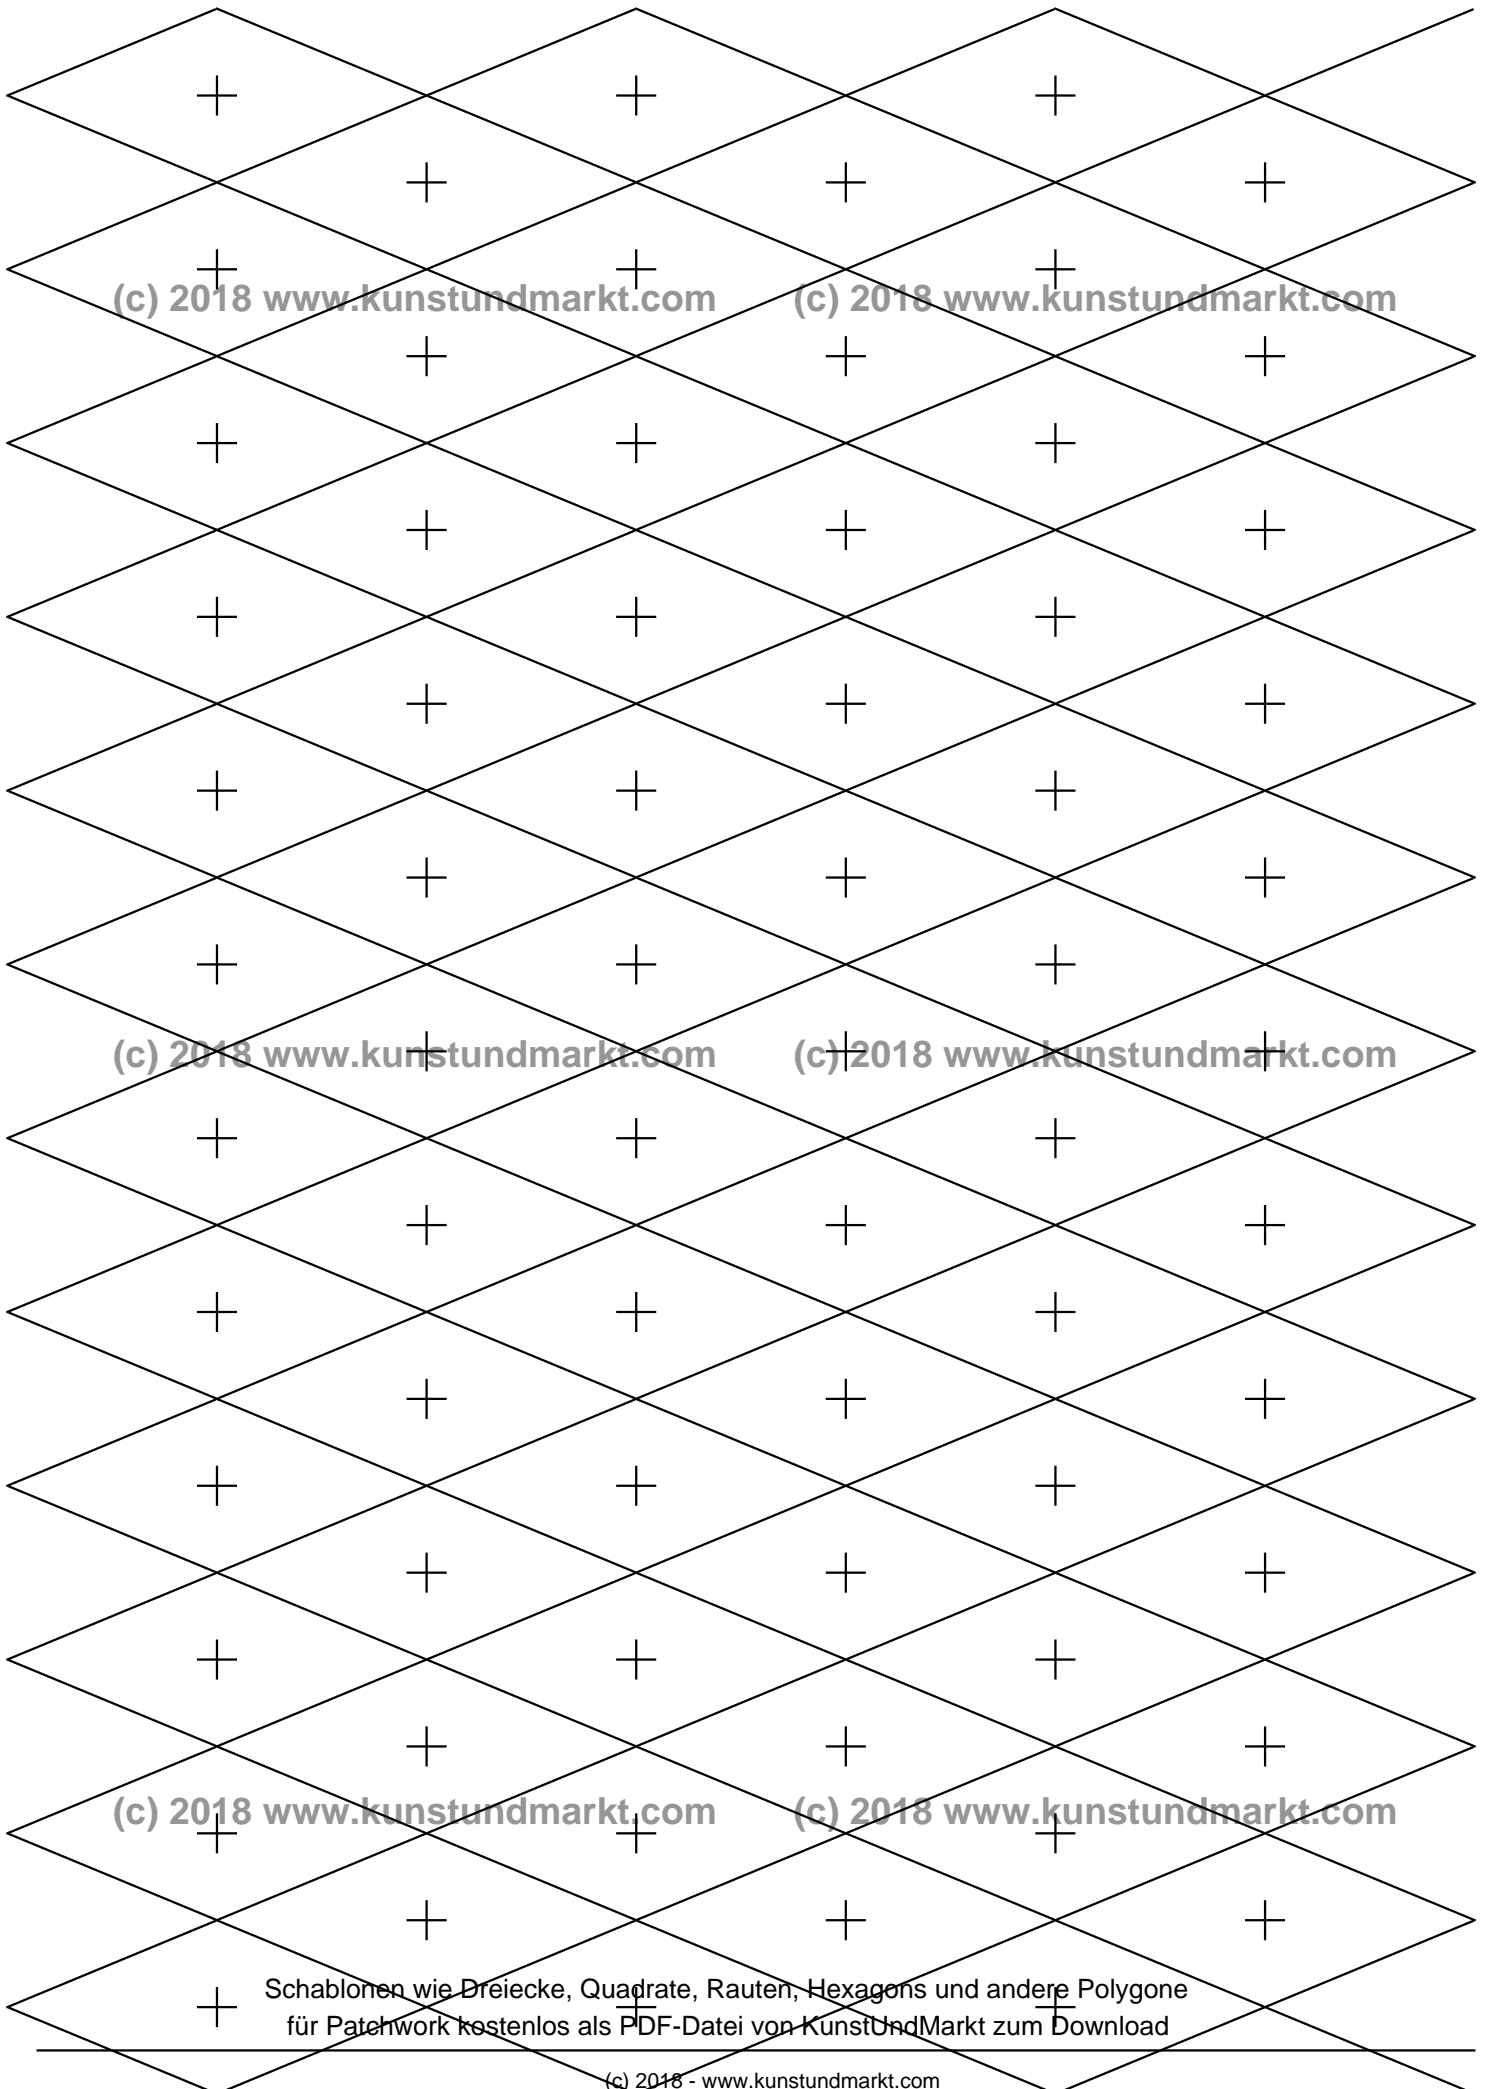 (c) 2018 www.kunstundmarkt.com (c) 2018 www.kunstundmarkt.com
(c) 2018 www.kunstundmarkt.com (c) 2018 www.kunstundmarkt.com
(c) 2018 www.kunstundmarkt.com (c) 2018 www.kunstundmarkt.com
Schablonen wie Dreiecke, Quadrate, Rauten, Hexagons und andere Polygone
für Patchwork kostenlos als PDF-Datei von KunstUndMarkt zum Download
(c) 2018 - www.kunstundmarkt.com